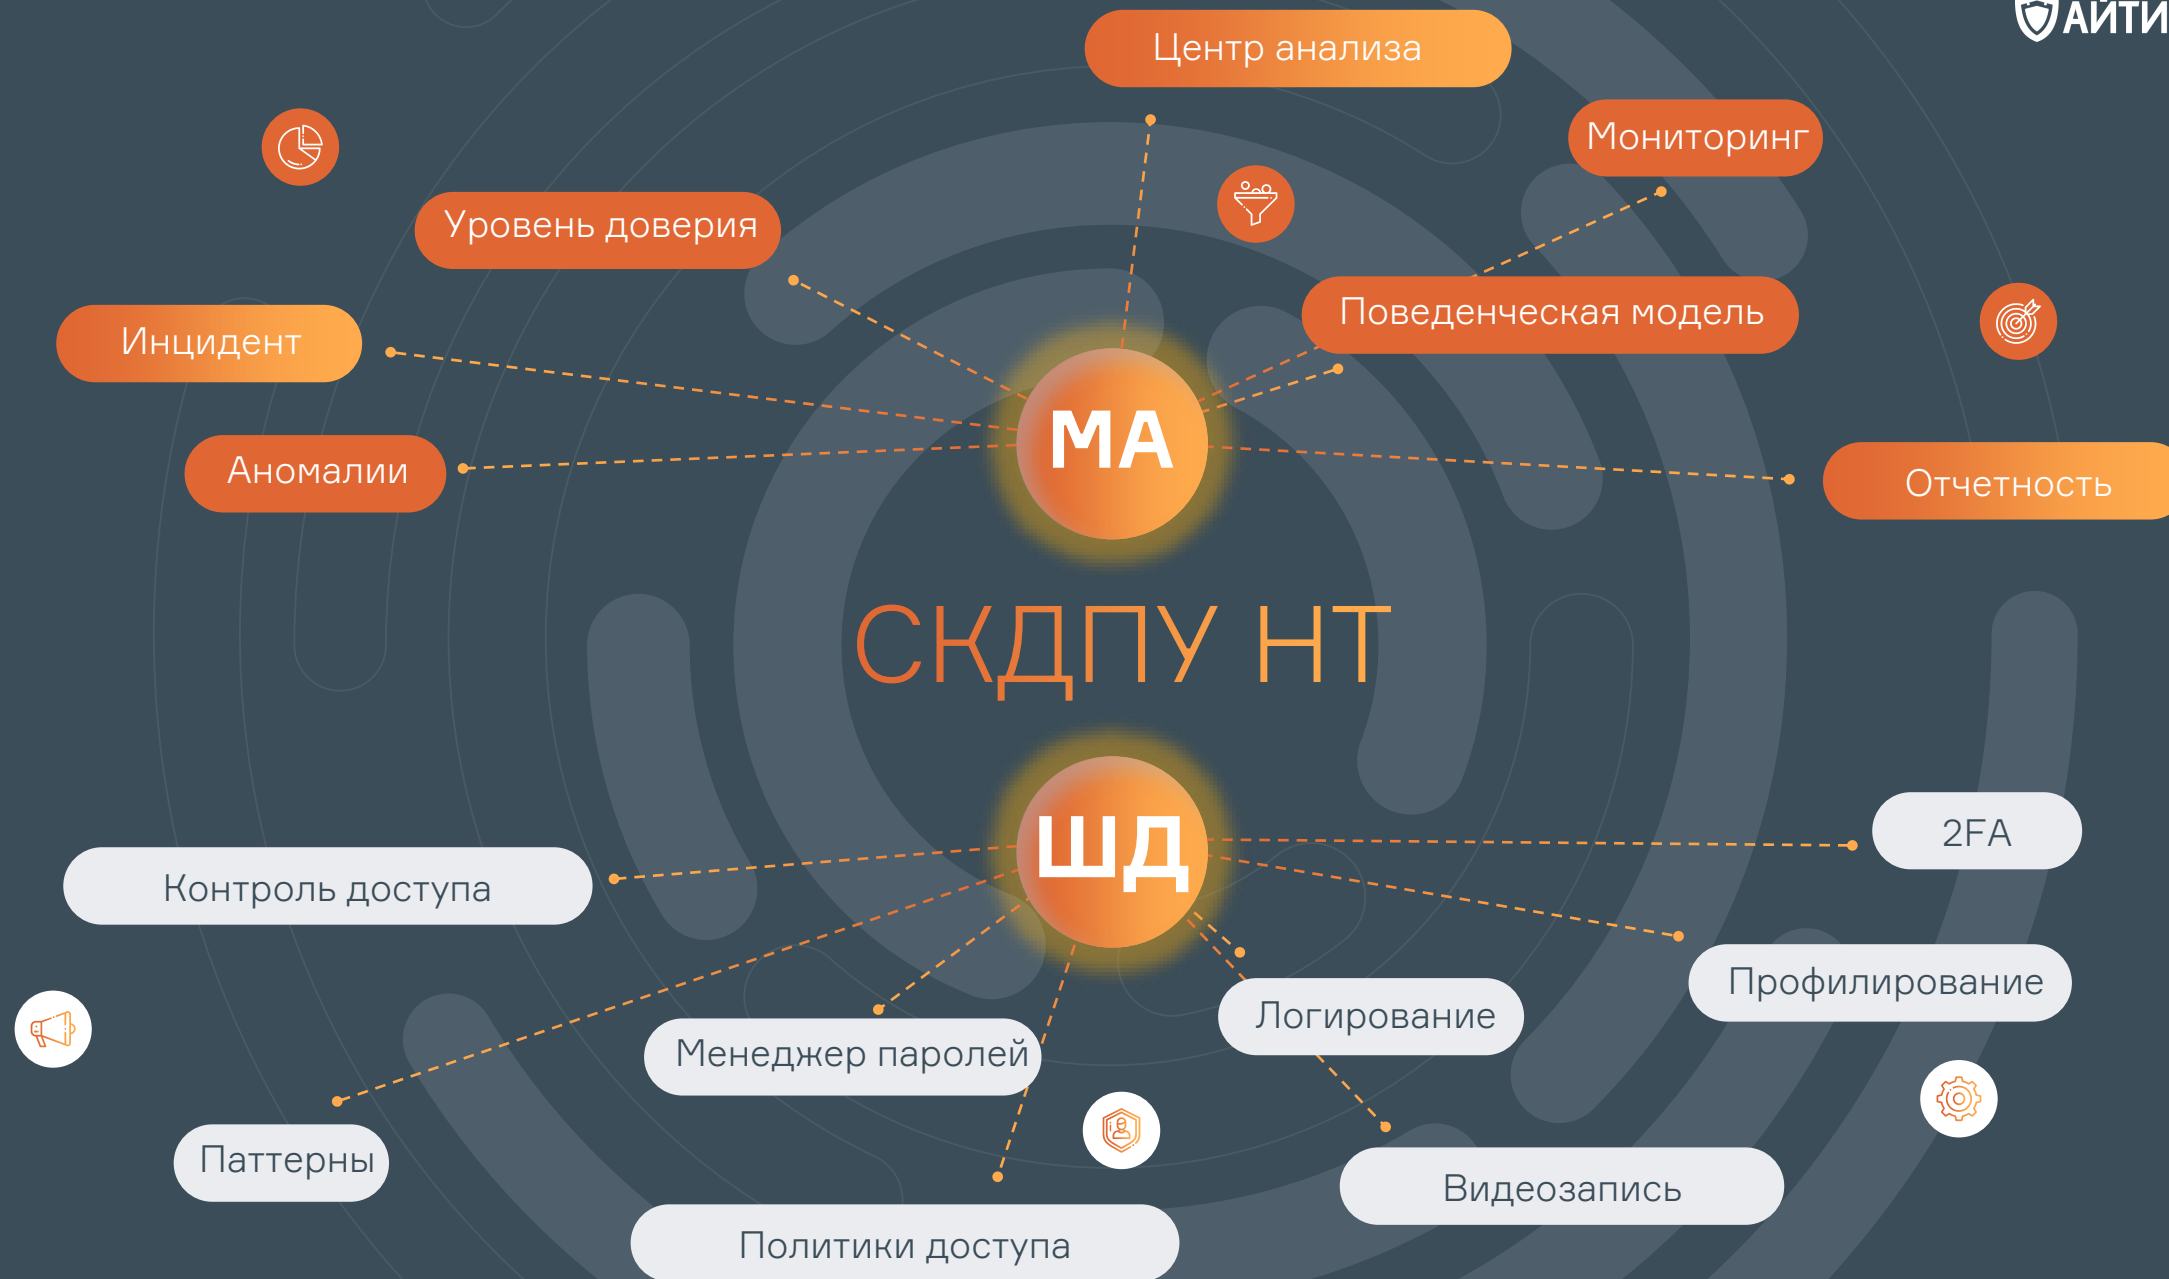 АЙТИ
Центр анализа
Мониторинг
Уровень доверия
Поведенческая модель
Инцидент
МА
Аномалии
Отчетность
СКДПУ НТ
2FA
ШД
Контроль доступа
Профилирование
Логирование
Менеджер паролей
Паттерны
Видеозапись
Политики доступа